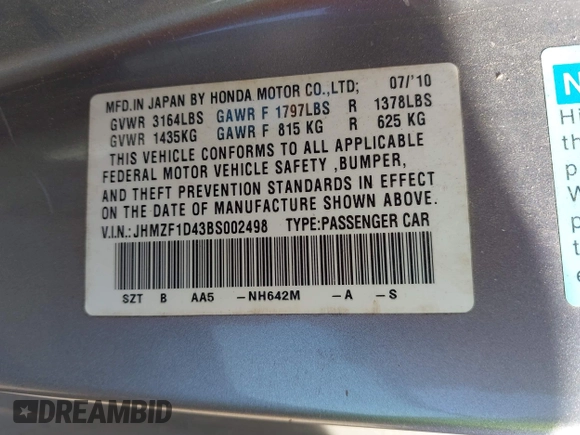 MFD.IN JAPAN BY HONDA MOTOR CO.,LTD; 07/'10
GVWR 3164LBS GAWR F 1797LBS R 1378LBS
GVWR 1435KG GAWR F 815 KG R 625 KG
THIS VEHICLE CONFORMS TO ALL APPLICABLE
FEDERAL MOTOR VEHICLE SAFETY ,BUMPER,
AND THEFT PREVENTION STANDARDS IN EFFECT
ON THE DATE OF MANUFACTURE SHOWN ABOVE.
V.I.N.: JHMZF1D43BS002498 TYPE:PASSENGER CAR
SZT B AA5 -NH642M -A -S
DREAMBID